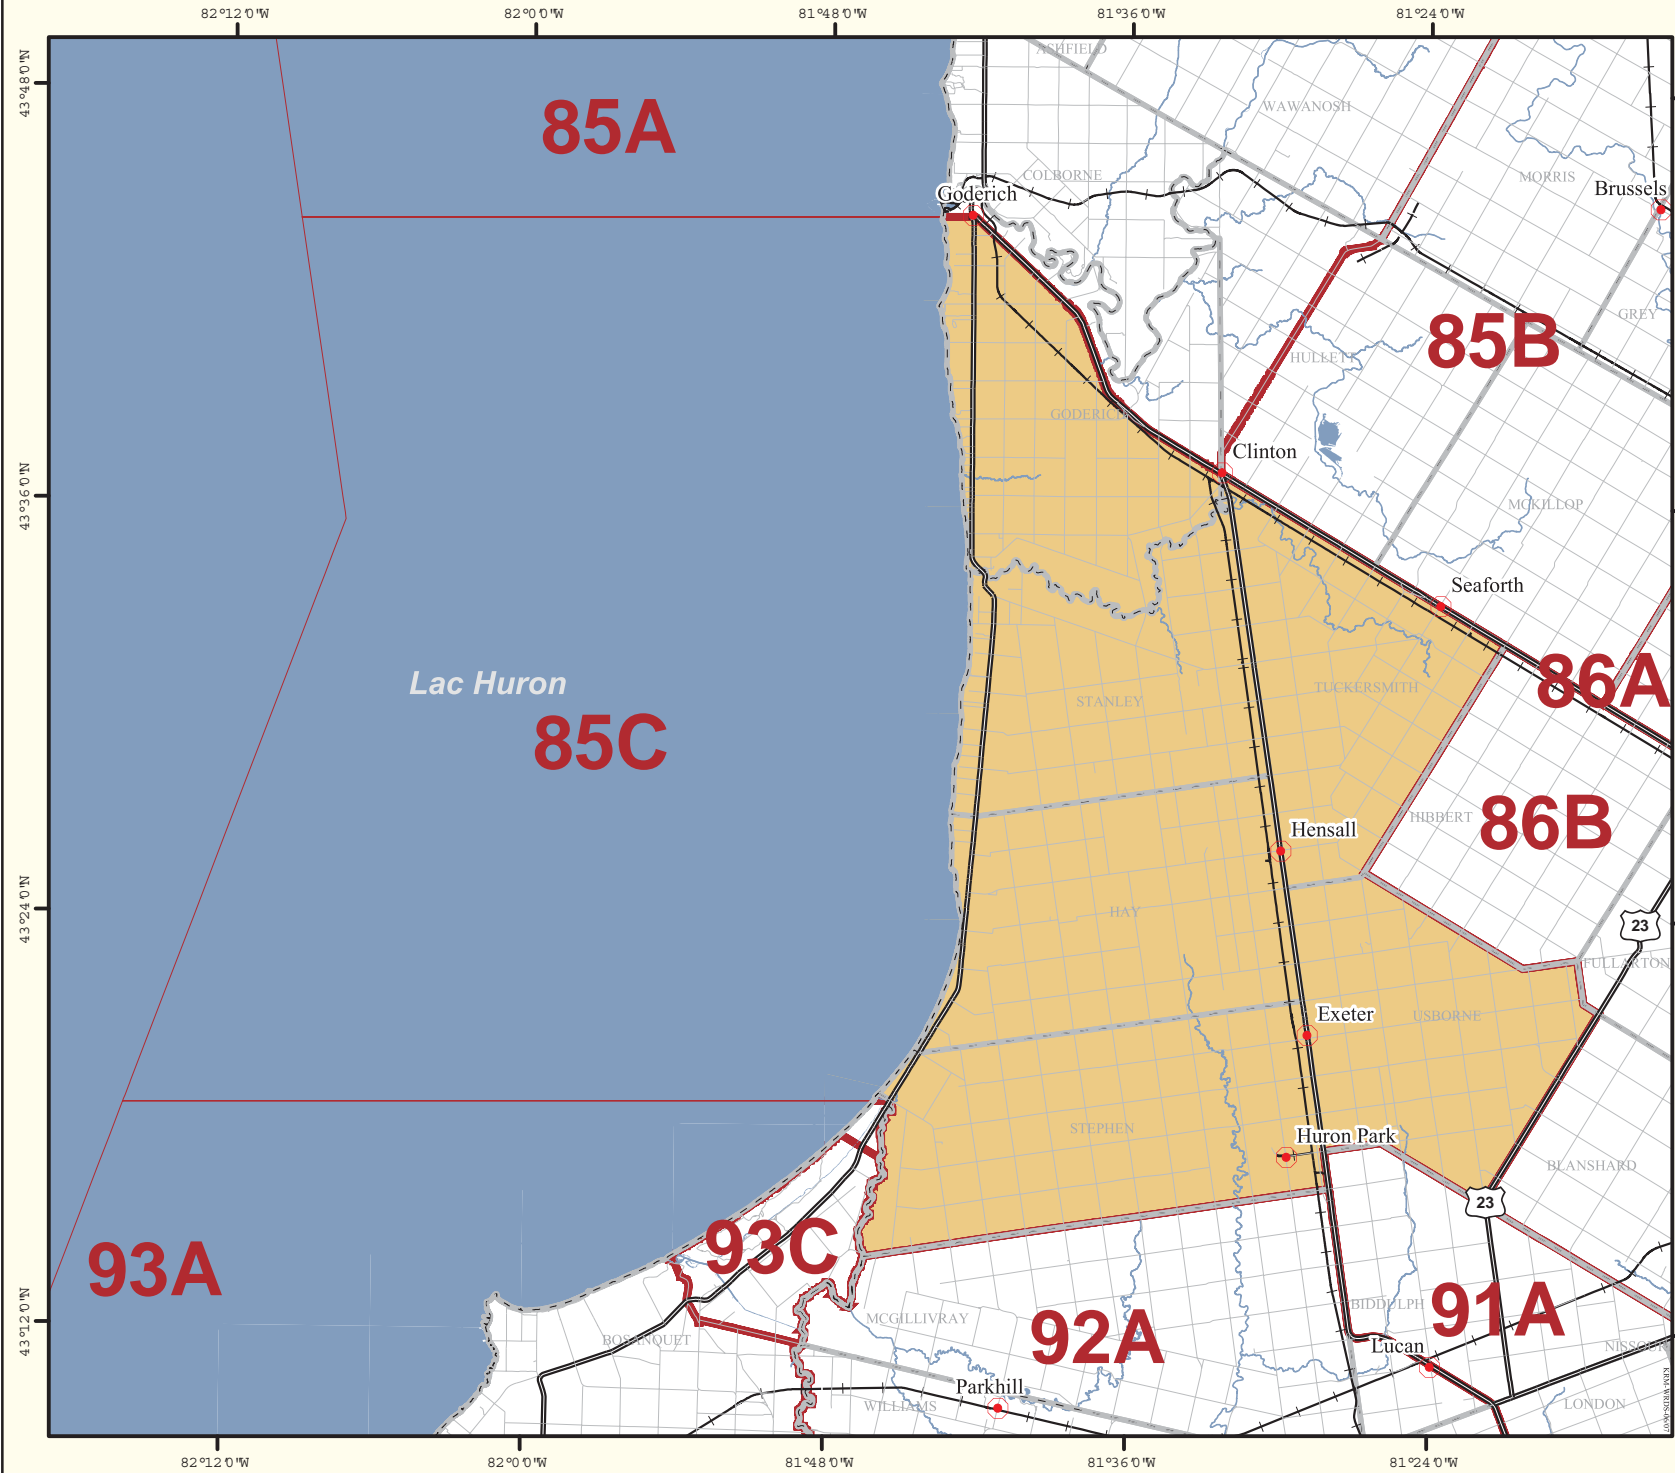 82°12'0"W 82°0'0"W 81°48'0"W 81°36'0"W 81°24'0"W
ASHFIELD
43°48'0"N
85A
WAWANOSH
COLBORNE
MORRIS
Brussels
Goderich
GREY
85B
HULLETT
GODERICH
Clinton
43°36'0"N
MCKILLOP
Seaforth
86A
Lac Huron
TUCKERSMITH
STANLEY
85C
HIBBERT
86B
Hensall
HAY
43°24'0"N
23
FULLARTON
Exeter
USBORNE
STEPHEN
Huron Park
BLANSHARD
23
93C
93A
BIDDULPH
91A
43°12'0"N
MCGILLIVRAY
92A
BOSANQUET
Lucan
Parkhill
WILLIAMS
LONDON
82°12'0"W 82°0'0"W 81°48'0"W 81°36'0"W 81°24'0"W